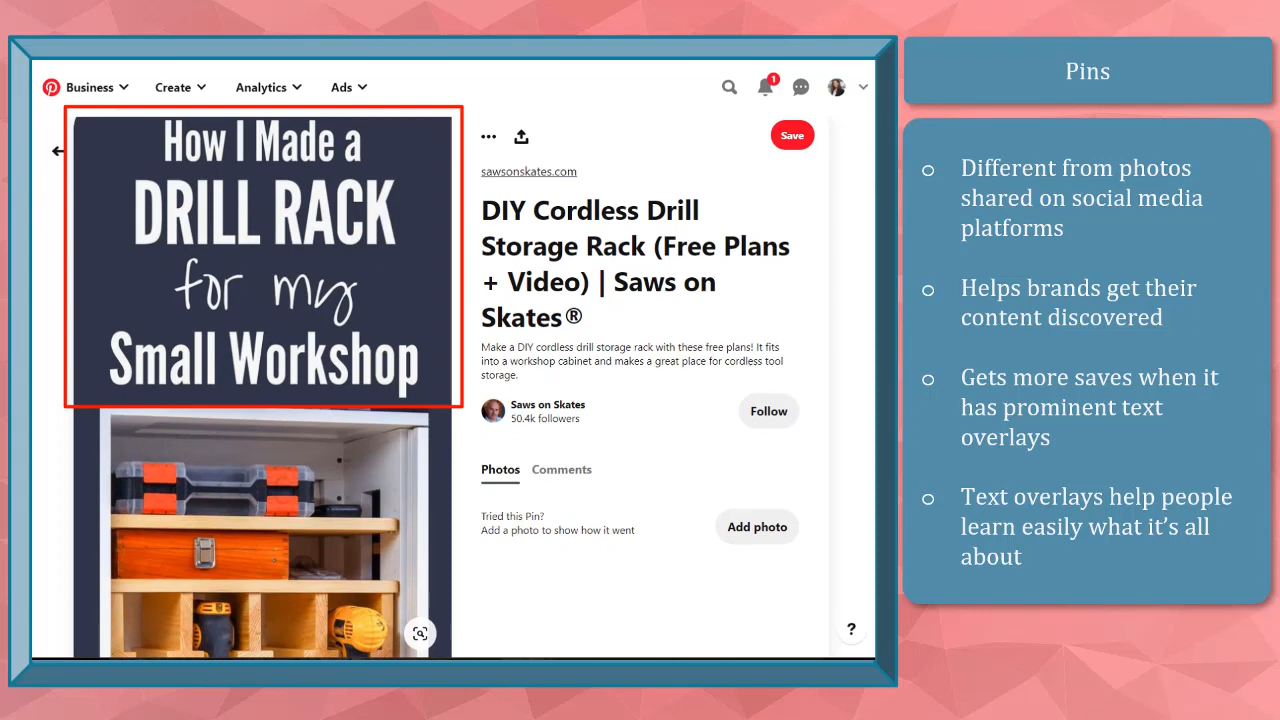 Business
Create
Analytics
Ads
1
How I Made a
DRILL RACK
for my
Small Workshop
Save
sawsonskates.com
DIY Cordless Drill
Storage Rack (Free Plans
+ Video) | Saws on
Skates®
Make a DIY cordless drill storage rack with these free plans! It fits
into a workshop cabinet and makes a great place for cordless tool
storage.
Saws on Skates
50.4k followers
Follow
Photos Comments
Tried this Pin?
Add a photo to show how it went
Add photo
?
Pins
Different from photos
shared on social media
platforms
Helps brands get their
content discovered
Gets more saves when it
has prominent text
overlays
Text overlays help people
learn easily what it’s all
about